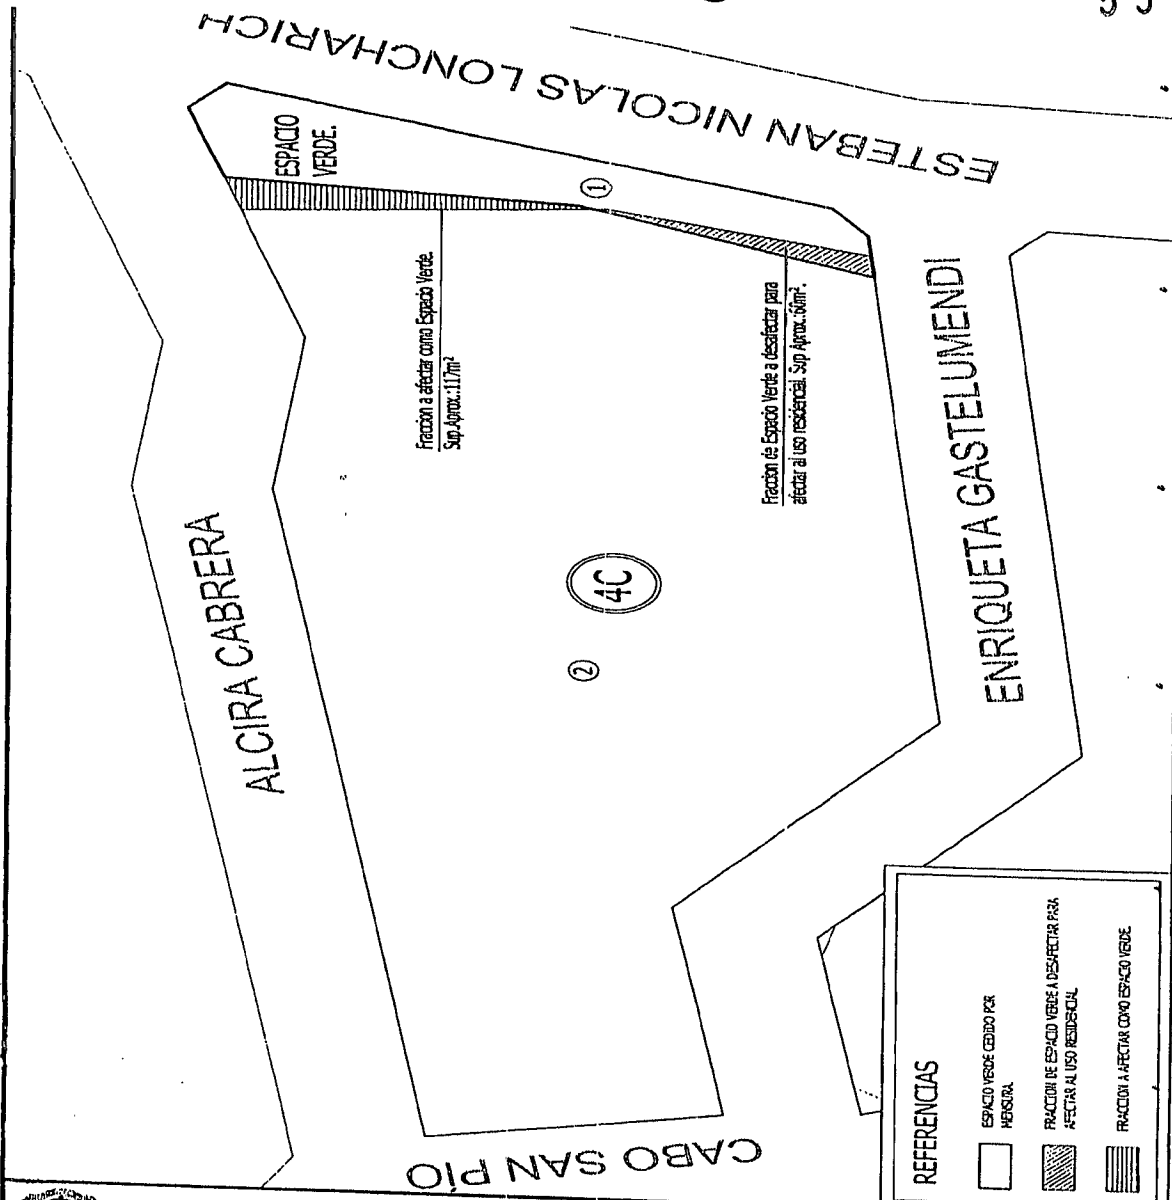 ESTEBAN NICOLAS LONCHARICH
ESPACIO
VERDE.
①
Fraccion a afectar como Espacio Verde.
Sup.Aprox.:117m²
Fraccion de Espacio Verde a desafectar para
afectar al uso residencial. Sup Aprox.:60m².
ALCIRA CABRERA
4C
②
ENRIQUETA GASTELUMENDI
CABO SAN PÍO
REFERENCIAS
ESPACIO VERDE CEDIDO POR
MENSURA.
FRACCION DE ESPACIO VERDE A DESAFECTAR PARA
AFECTAR AL USO RESIDENCIAL.
FRACCION A AFECTAR COMO ESPACIO VERDE.